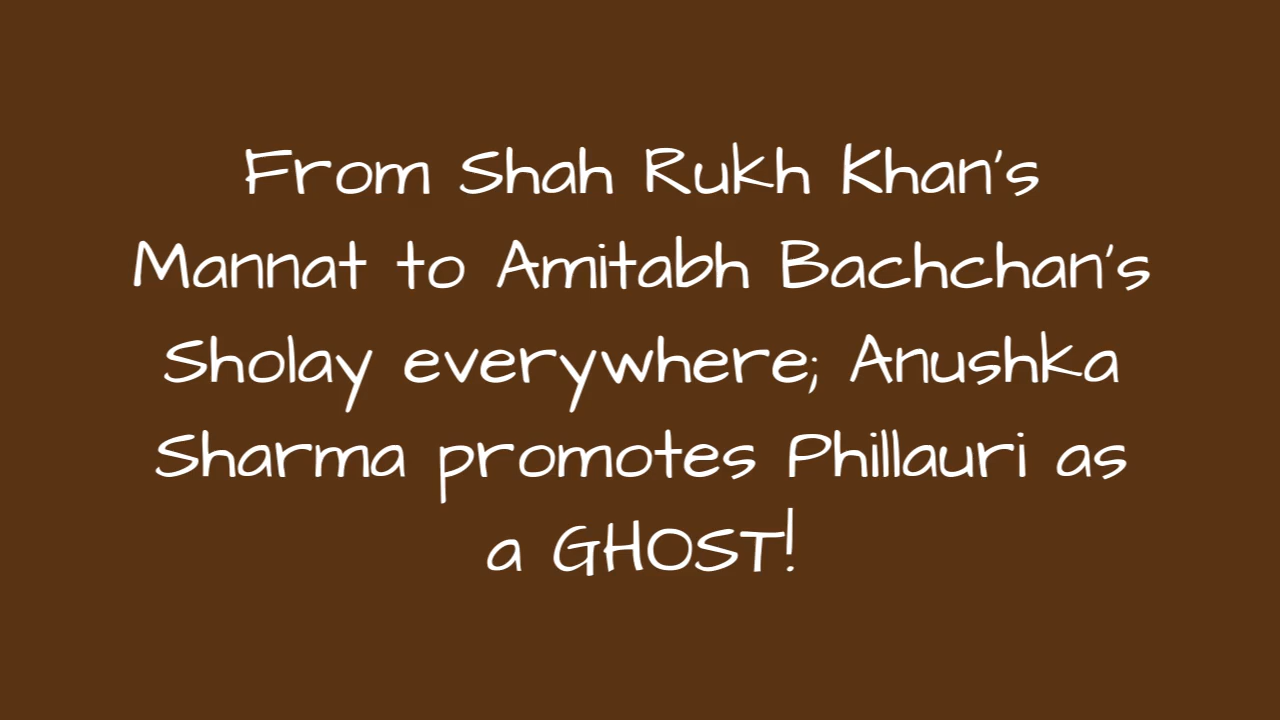 From Shah Rukh Khan's
Mannat to Amitabh Bachchan's
Sholay everywhere; Anushka
Sharma promotes Phillauri as
a GHOST!